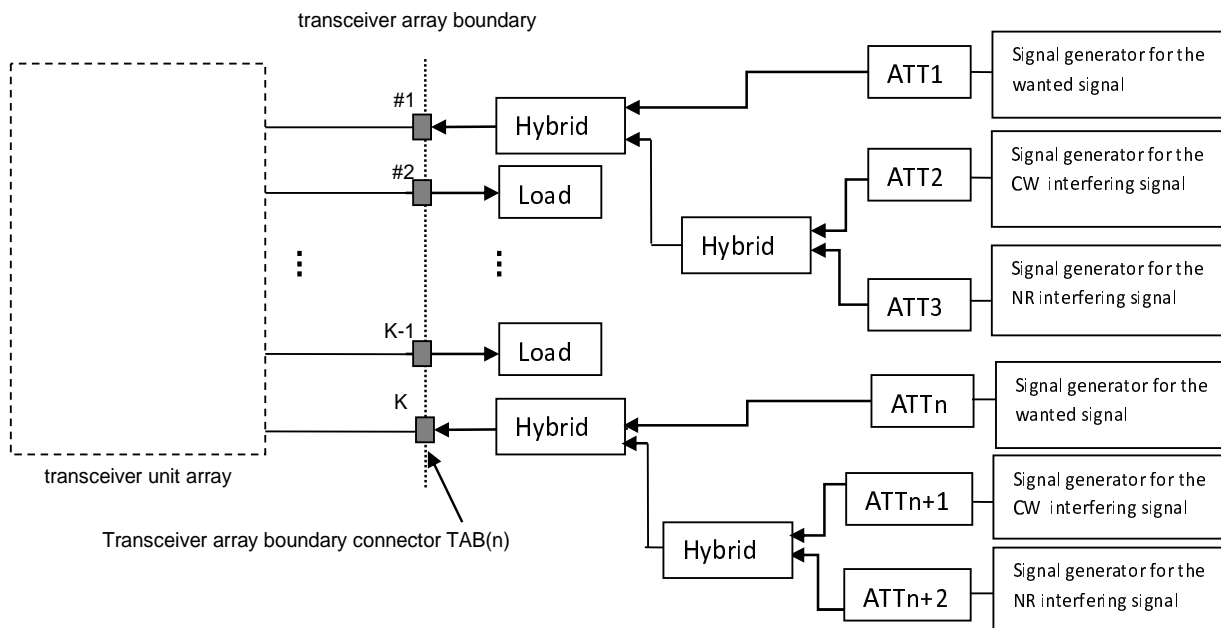 transceiver array boundary
#1
Hybrid
ATT1
Signal generator for the
wanted signal
#2
Load
Hybrid
ATT2
Signal generator for the
CW interfering signal
ATT3
Signal generator for the
NR interfering signal
K-1
Load
K
Hybrid
ATTn
Signal generator for the
wanted signal
transceiver unit array
Hybrid
ATTn+1
Signal generator for the
CW interfering signal
Transceiver array boundary connector TAB(n)
ATTn+2
Signal generator for the
NR interfering signal